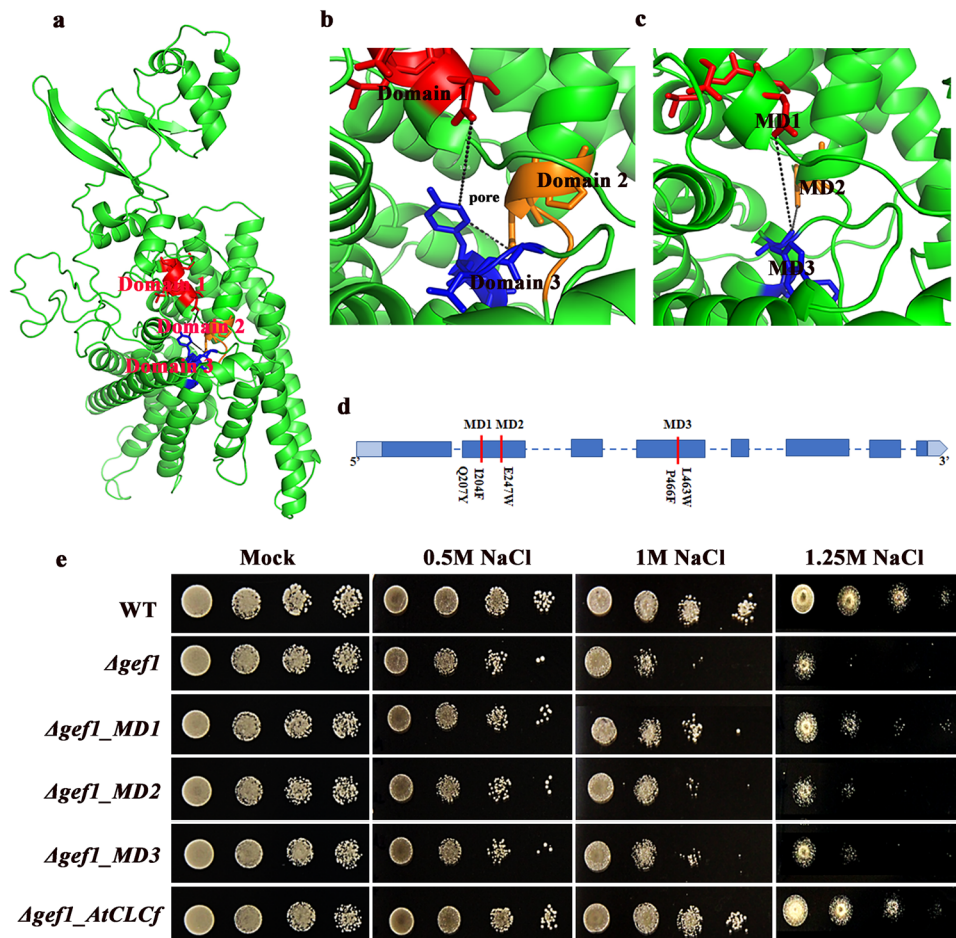 a
Domain 1
Domain 2
Domain 3
b
Domain 1
Domain 2
pore
Domain 3
c
MD1
MD2
MD3
d
MD1 MD2 MD3
5’ 3’
Q207Y I204F E247W P466F L463W
e
Mock 0.5M NaCl 1M NaCl 1.25M NaCl
WT
Δgef1
Δgef1_MD1
Δgef1_MD2
Δgef1_MD3
Δgef1_AtCLCf